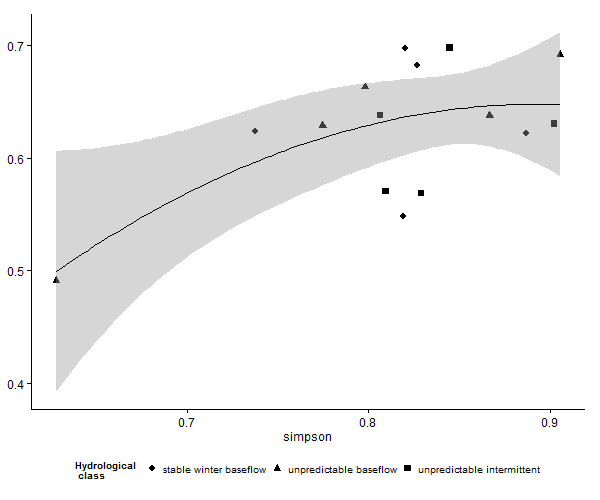 0.7
0.6
0.5
0.4
0.7 0.8 0.9
simpson
Hydrological
class
stable winter baseflow unpredictable baseflow unpredictable intermittent